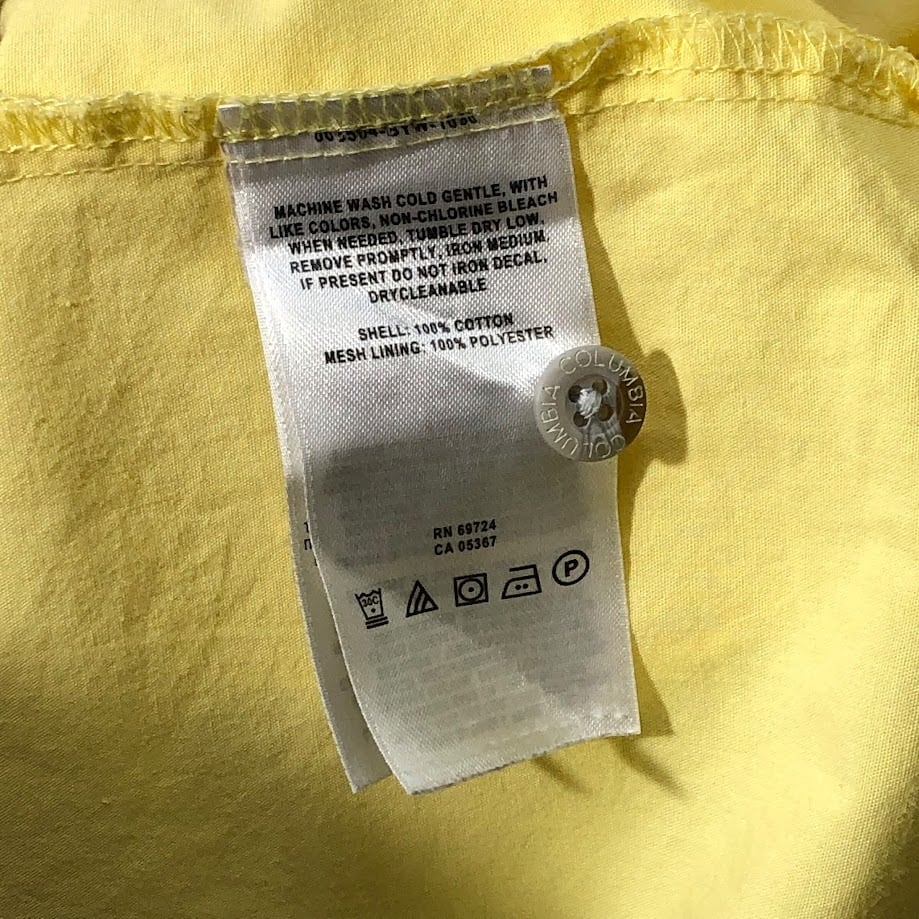 MACHINE WASH COLD GENTLE, WITH
LIKE COLORS, NON-CHLORINE BLEACH
WHEN NEEDED, TUMBLE DRY LOW,
REMOVE PROMPTLY, IRON MEDIUM,
IF PRESENT DO NOT IRON DECAL,
DRYCLEANABLE
SHELL: 100% COTTON
MESH LINING: 100% POLYESTER
COLUMBIA
COLUMBIA
RN 69724
CA 05367
30C
P